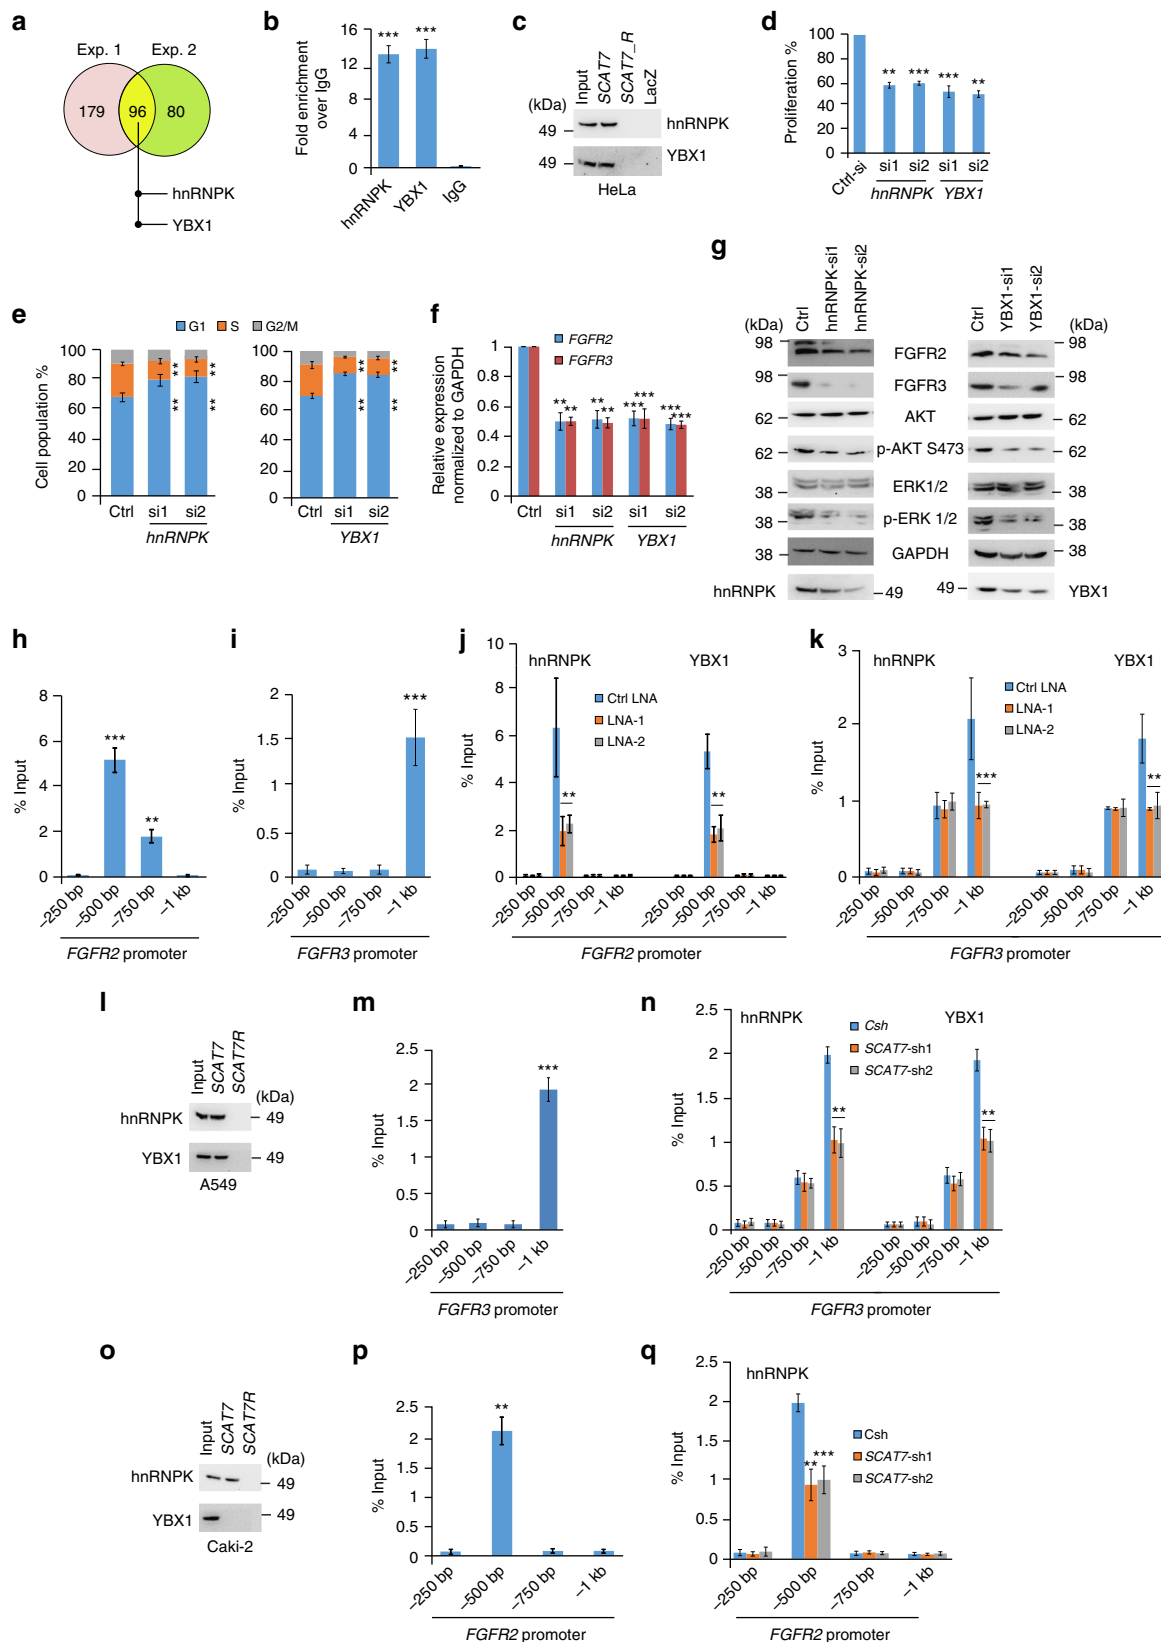 a
Exp. 1
Exp. 2
179
96
80
hnRNPK
YBX1
b
Fold enrichment
over IgG
16
12
8
4
0
***
***
hnRNPK
YBX1
IgG
c
Input
SCAT7
SCAT7_R
LacZ
(kDa)
49
hnRNPK
49
YBX1
HeLa
d
Proliferation %
100
80
60
40
20
0
** *** *** **
Ctrl-si
si1 si2 si1 si2
hnRNPK YBX1
e
G1 S G2/M
Cell population %
100
80
60
40
20
0
** ** ** **
Ctrl si1 si2
hnRNPK
100
80
60
40
20
0
** ** ** **
Ctrl si1 si2
YBX1
f
FGFR2
FGFR3
Relative expression
normalized to GAPDH
1
0.8
0.6
0.4
0.2
0
** ** ** ** *** *** *** ***
Ctrl si1 si2 si1 si2
hnRNPK YBX1
g
Ctrl
hnRNPK-si1
hnRNPK-si2
Ctrl
YBX1-si1
YBX1-si2
(kDa)
(kDa)
98 FGFR2 98
98 FGFR3 98
62 AKT 62
62 p-AKT S473 62
38 ERK1/2 38
38 p-ERK 1/2 38
38 GAPDH 38
hnRNPK 49 49 YBX1
h
% Input
8
6
4
2
0
***
**
–250 bp
–500 bp
–750 bp
–1 kb
FGFR2 promoter
i
% Input
2
1.5
1
0.5
0
***
–250 bp
–500 bp
–750 bp
–1 kb
FGFR3 promoter
j
hnRNPK YBX1
Ctrl LNA
LNA-1
LNA-2
% Input
10
8
6
4
2
0
** **
–250 bp
–500 bp
–750 bp
–1 kb
–250 bp
–500 bp
–750 bp
–1 kb
FGFR2 promoter
k
hnRNPK YBX1
Ctrl LNA
LNA-1
LNA-2
% Input
3
2
1
0
*** **
–250 bp
–500 bp
–750 bp
–1 kb
–250 bp
–500 bp
–750 bp
–1 kb
FGFR3 promoter
l
Input
SCAT7
SCAT7R
(kDa)
hnRNPK 49
YBX1 49
A549
m
% Input
2.5
2
1.5
1
0.5
0
***
–250 bp
–500 bp
–750 bp
–1 kb
FGFR3 promoter
n
hnRNPK YBX1
Csh
SCAT7-sh1
SCAT7-sh2
% Input
2.5
2
1.5
1
0.5
0
** **
–250 bp
–500 bp
–750 bp
–1 kb
–250 bp
–500 bp
–750 bp
–1 kb
FGFR3 promoter
o
Input
SCAT7
SCAT7R
(kDa)
hnRNPK 49
YBX1 49
Caki-2
p
% Input
2.5
2
1.5
1
0.5
0
**
–250 bp
–500 bp
–750 bp
–1 kb
FGFR2 promoter
q
hnRNPK
Csh
SCAT7-sh1
SCAT7-sh2
% Input
2.5
2
1.5
1
0.5
0
** ***
–250 bp
–500 bp
–750 bp
–1 kb
FGFR2 promoter